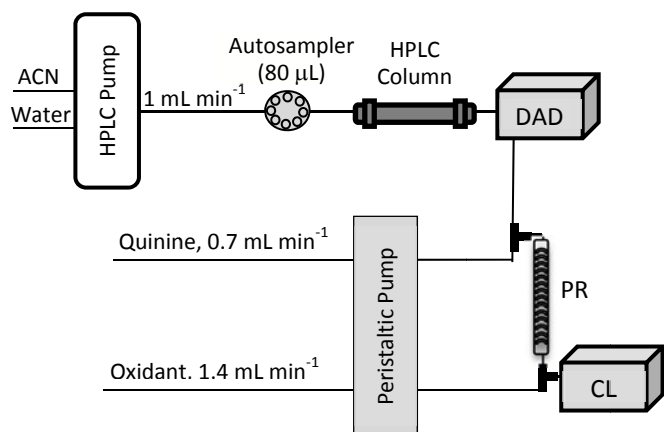 ACN
Water
HPLC Pump
1 mL min-1
Autosampler
(80 μL)
HPLC
Column
DAD
Quinine, 0.7 mL min-1
Peristaltic Pump
PR
Oxidant. 1.4 mL min-1
CL